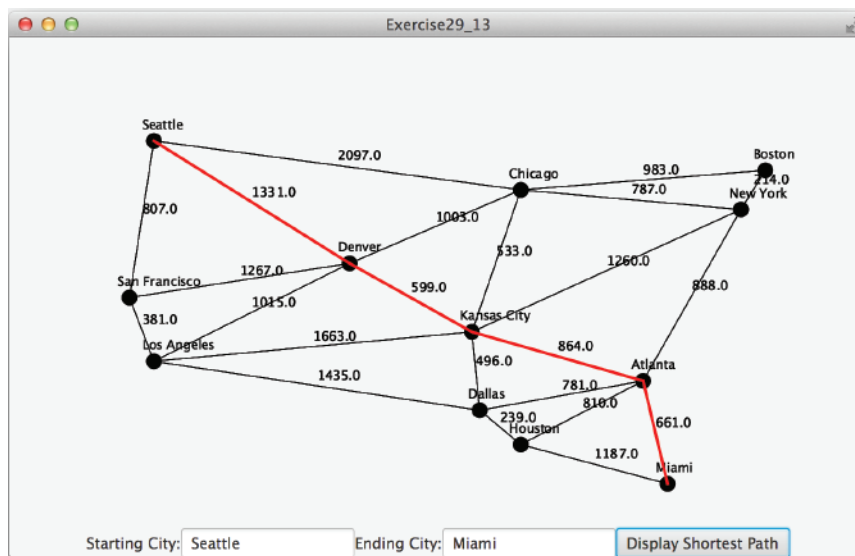 Exercise29_13
Seattle
2097.0
Boston
983.0
Chicago
214.0
1331.0
787.0
New York
807.0
1003.0
Denver
533.0
1260.0
1267.0
San Francisco
599.0
888.0
1015.0
381.0
Kansas City
1663.0
Los Angeles
864.0
496.0
Atlanta
1435.0
781.0
Dallas
810.0
239.0
661.0
Houston
1187.0
Miami
Starting City: Seattle Ending City: Miami Display Shortest Path